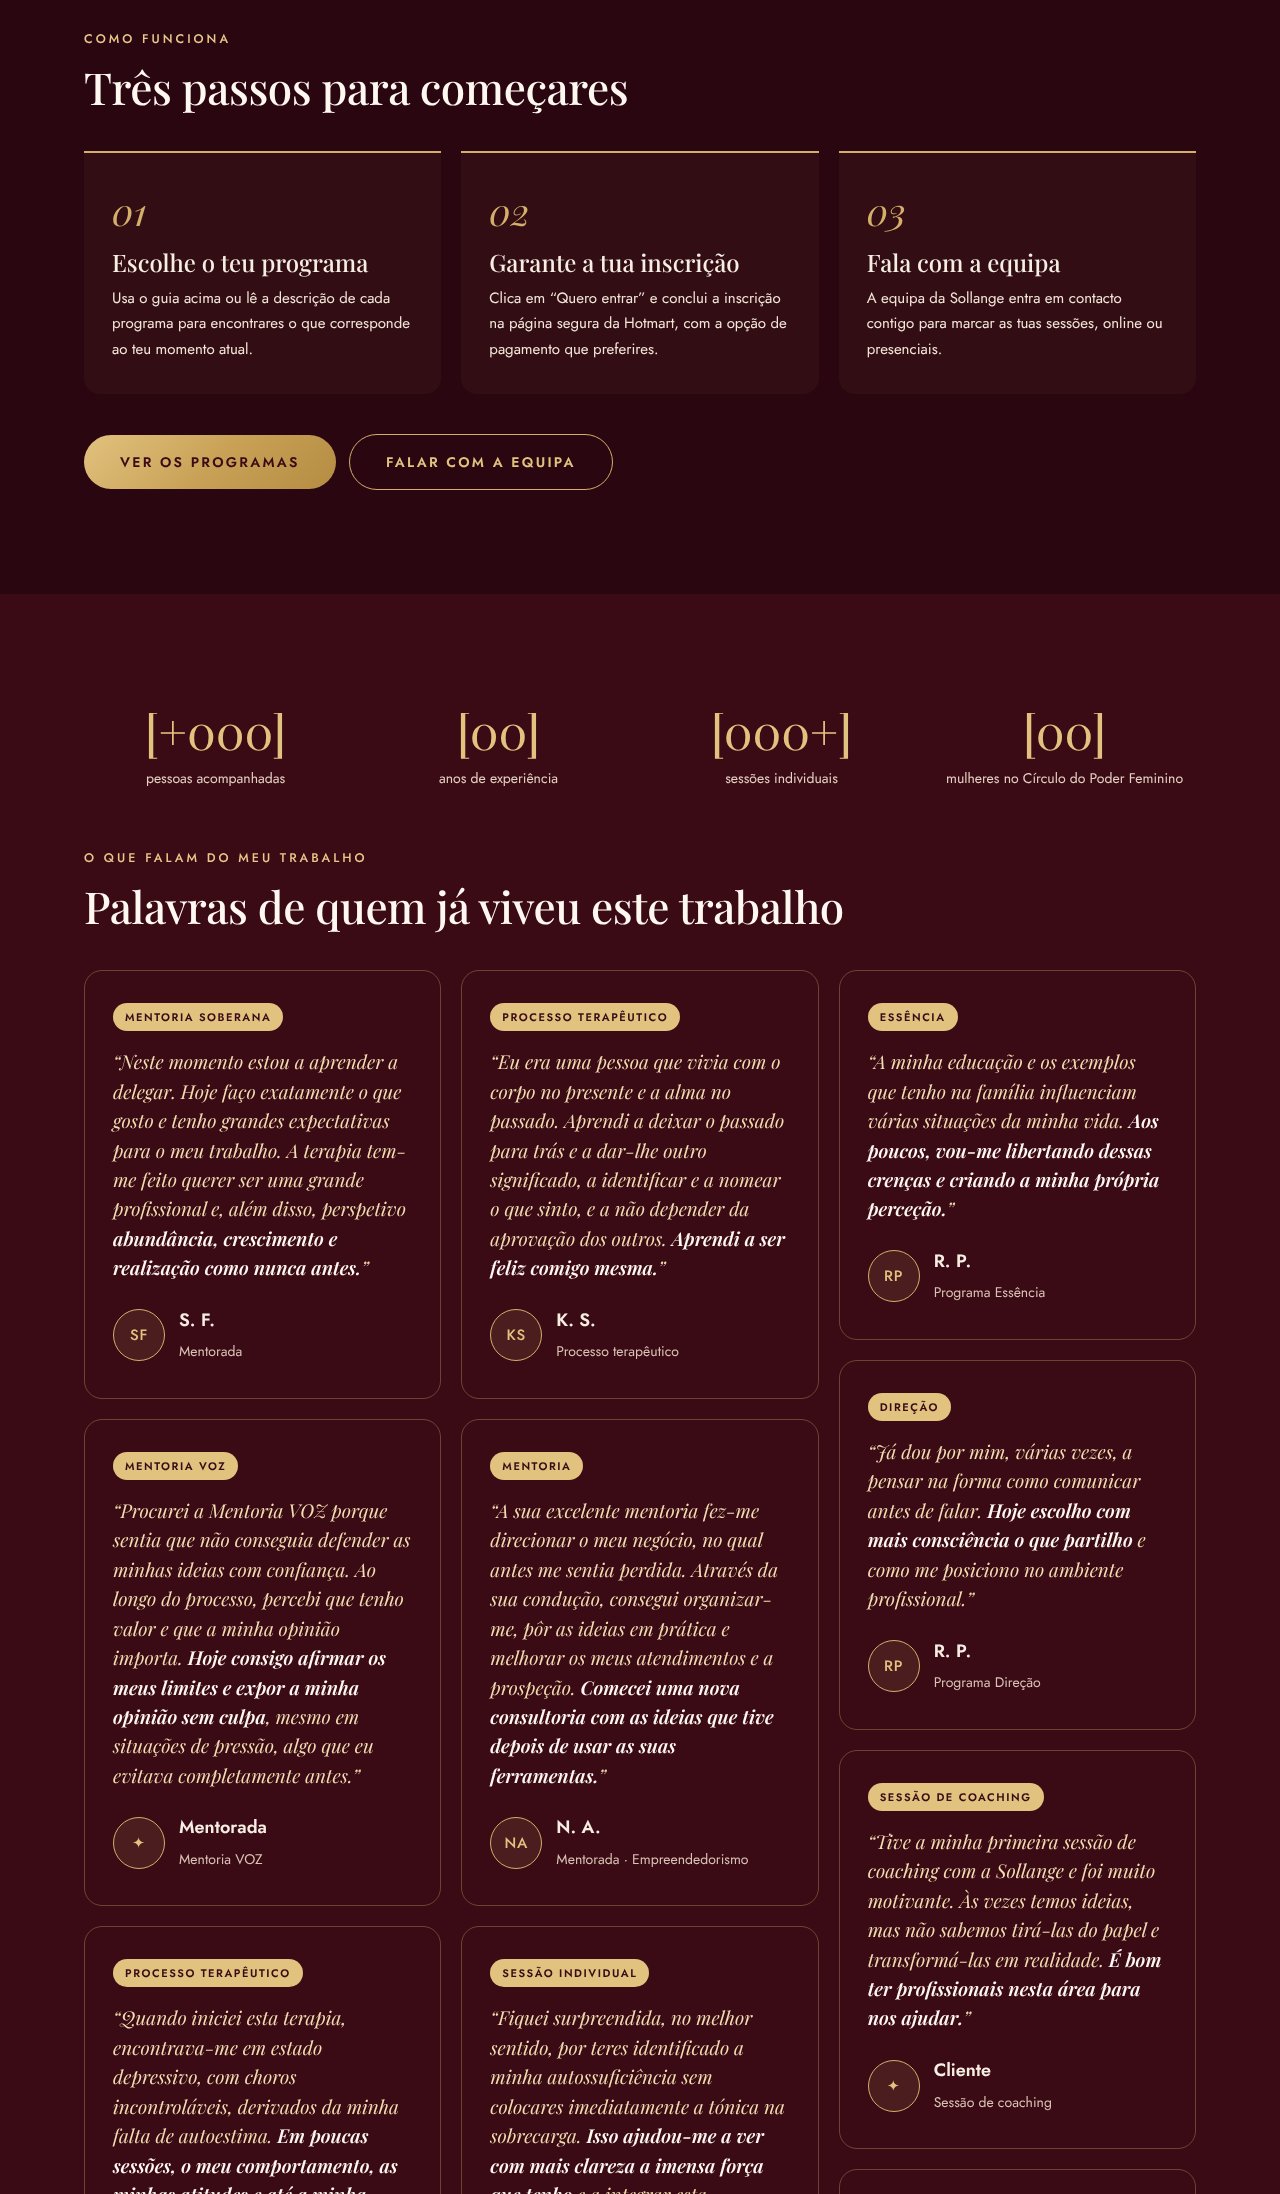 COMO FUNCIONA
Três passos para começares
01
Escolhe o teu programa
Usa o guia acima ou lê a descrição de cada
programa para encontrares o que corresponde
ao teu momento atual.
02
Garante a tua inscrição
Clica em “Quero entrar” e conclui a inscrição
na página segura da Hotmart, com a opção de
pagamento que preferires.
03
Fala com a equipa
A equipa da Sollange entra em contacto
contigo para marcar as tuas sessões, online ou
presenciais.
VER OS PROGRAMAS
FALAR COM A EQUIPA
[+000]
pessoas acompanhadas
[00]
anos de experiência
[000+]
sessões individuais
[00]
mulheres no Círculo do Poder Feminino
O QUE FALAM DO MEU TRABALHO
Palavras de quem já viveu este trabalho
MENTORIA SOBERANA
“Neste momento estou a aprender a
delegar. Hoje faço exatamente o que
gosto e tenho grandes expectativas
para o meu trabalho. A terapia tem-
me feito querer ser uma grande
profissional e, além disso, perspetivo
abundância, crescimento e
realização como nunca antes.”
SF
S. F.
Mentorada
MENTORIA VOZ
“Procurei a Mentoria VOZ porque
sentia que não conseguia defender as
minhas ideias com confiança. Ao
longo do processo, percebi que tenho
valor e que a minha opinião
importa. Hoje consigo afirmar os
meus limites e expor a minha
opinião sem culpa, mesmo em
situações de pressão, algo que eu
evitava completamente antes.”
✦
Mentorada
Mentoria VOZ
PROCESSO TERAPÊUTICO
“Quando iniciei esta terapia,
encontrava-me em estado
depressivo, com choros
incontroláveis, derivados da minha
falta de autoestima. Em poucas
sessões, o meu comportamento, as
minhas atitudes e até a minha
PROCESSO TERAPÊUTICO
“Eu era uma pessoa que vivia com o
corpo no presente e a alma no
passado. Aprendi a deixar o passado
para trás e a dar-lhe outro
significado, a identificar e a nomear
o que sinto, e a não depender da
aprovação dos outros. Aprendi a ser
feliz comigo mesma.”
KS
K. S.
Processo terapêutico
MENTORIA
“A sua excelente mentoria fez-me
direcionar o meu negócio, no qual
antes me sentia perdida. Através da
sua condução, consegui organizar-
me, pôr as ideias em prática e
melhorar os meus atendimentos e a
prospeção. Comecei uma nova
consultoria com as ideias que tive
depois de usar as suas
ferramentas.”
NA
N. A.
Mentorada · Empreendedorismo
SESSÃO INDIVIDUAL
“Fiquei surpreendida, no melhor
sentido, por teres identificado a
minha autossuficiência sem
colocares imediatamente a tónica na
sobrecarga. Isso ajudou-me a ver
com mais clareza a imensa força
que tenho e a integrar esta
ESSÊNCIA
“A minha educação e os exemplos
que tenho na família influenciam
várias situações da minha vida. Aos
poucos, vou-me libertando dessas
crenças e criando a minha própria
perceção.”
RP
R. P.
Programa Essência
DIREÇÃO
“Já dou por mim, várias vezes, a
pensar na forma como comunicar
antes de falar. Hoje escolho com
mais consciência o que partilho e
como me posiciono no ambiente
profissional.”
RP
R. P.
Programa Direção
SESSÃO DE COACHING
“Tive a minha primeira sessão de
coaching com a Sollange e foi muito
motivante. Às vezes temos ideias,
mas não sabemos tirá-las do papel e
transformá-las em realidade. É bom
ter profissionais nesta área para
nos ajudar.”
✦
Cliente
Sessão de coaching